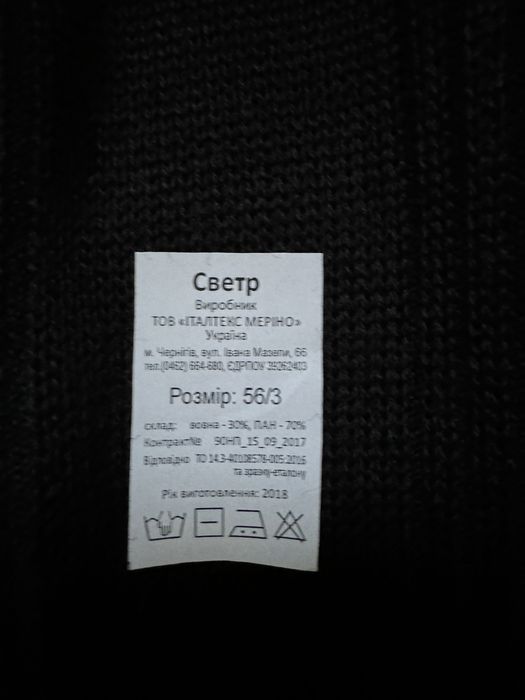 Светр
Виробник
ТОВ «ІТАЛТЕКС МЕРІНО»
Україна
м. Чернігів, вул. Івана Мазепи, 66
тел.(0462) 664-680, ЄДРПОУ 39262403
Розмір: 56/3
склад: вовна - 30%, ПАН - 70%
Контракт№ 90НП_15_09_2017
Відповідно ТО 14.3-40108578-005:2016
та зразку-еталону
Рік виготовлення: 2018